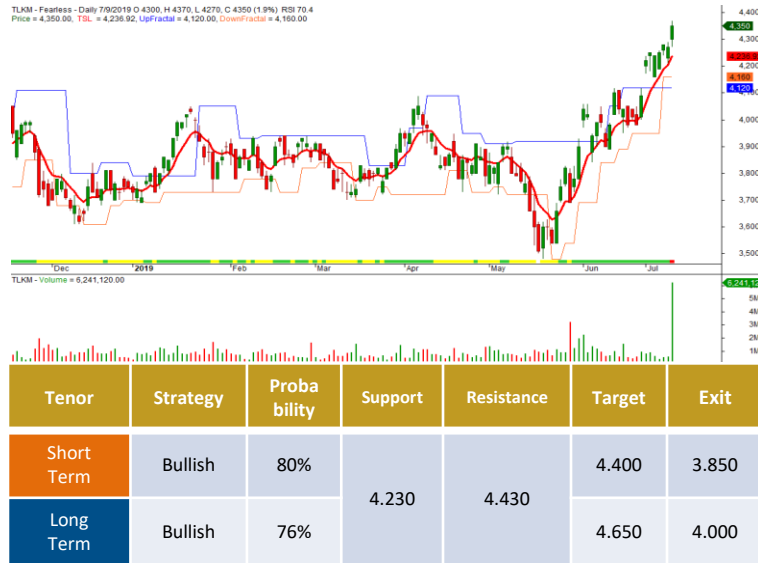 TLKM - Fearless - Daily 7/9/2019 O 4300, H 4370, L 4270, C 4350 (1.9%) RSI 70.4
Price = 4,350.00, TSL = 4,236.92, UpFractal = 4,120.00, DownFractal = 4,160.00
4,400
4,350
4,236.9
4,200
4,160
4,120
4,000
3,900
3,800
3,700
3,600
3,500
Dec 2019 Feb Mar Apr May Jun Jul
TLKM - Volume = 6,241,120.00
6,241,12
5M
4M
3M
2M
1M
Tenor Strategy Proba Support Resistance Target Exit
bility
Short Term Bullish 80% 4.400 3.850
4.230 4.430
Long Term Bullish 76% 4.650 4.000